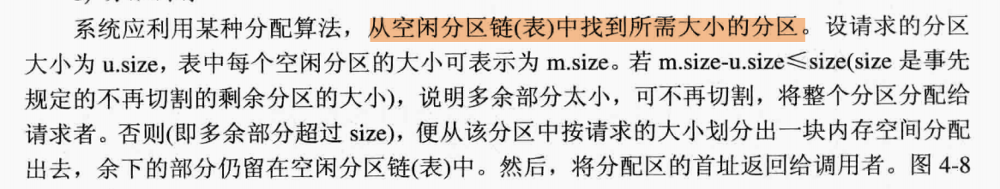 系统应利用某种分配算法，从空闲分区链(表)中找到所需大小的分区。设请求的分区
大小为 u.size，表中每个空闲分区的大小可表示为 m.size。若 m.size-u.size≤size(size 是事先
规定的不再切割的剩余分区的大小)，说明多余部分太小，可不再切割，将整个分区分配给
请求者。否则(即多余部分超过 size)，便从该分区中按请求的大小划分出一块内存空间分配
出去，余下的部分仍留在空闲分区链(表)中。然后，将分配区的首址返回给调用者。图 4-8